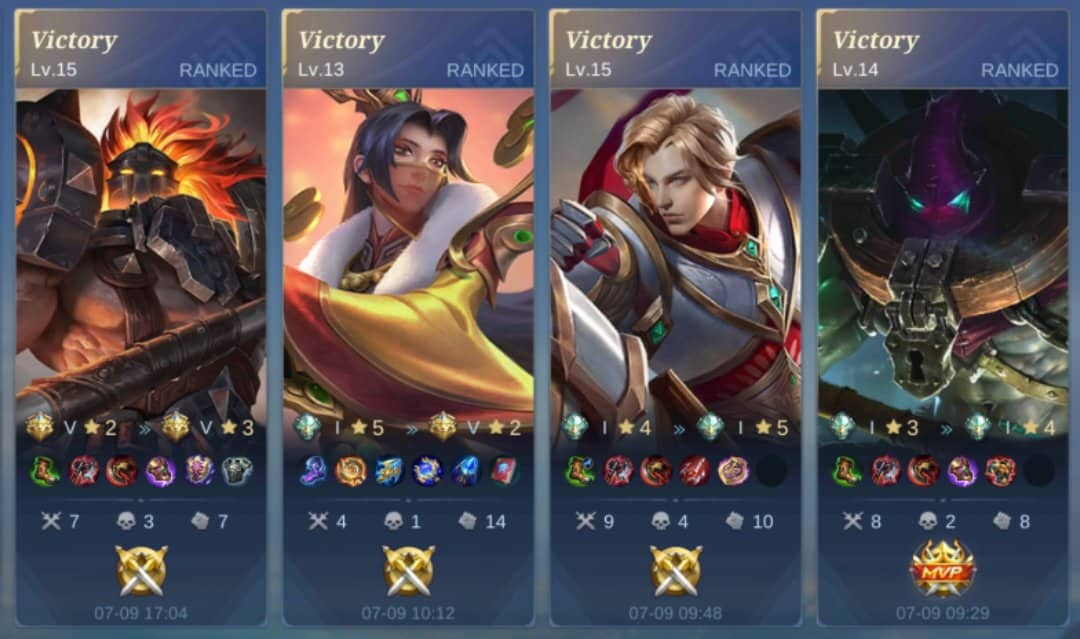 Victory
Lv.15 RANKED
V 2 » V 3
7 3 7
07-09 17:04
Victory
Lv.13 RANKED
I 5 » V 2
4 1 14
07-09 10:12
Victory
Lv.15 RANKED
I 4 » I 5
9 4 10
07-09 09:48
Victory
Lv.14 RANKED
I 3 » I 4
8 2 8
MVP
07-09 09:29